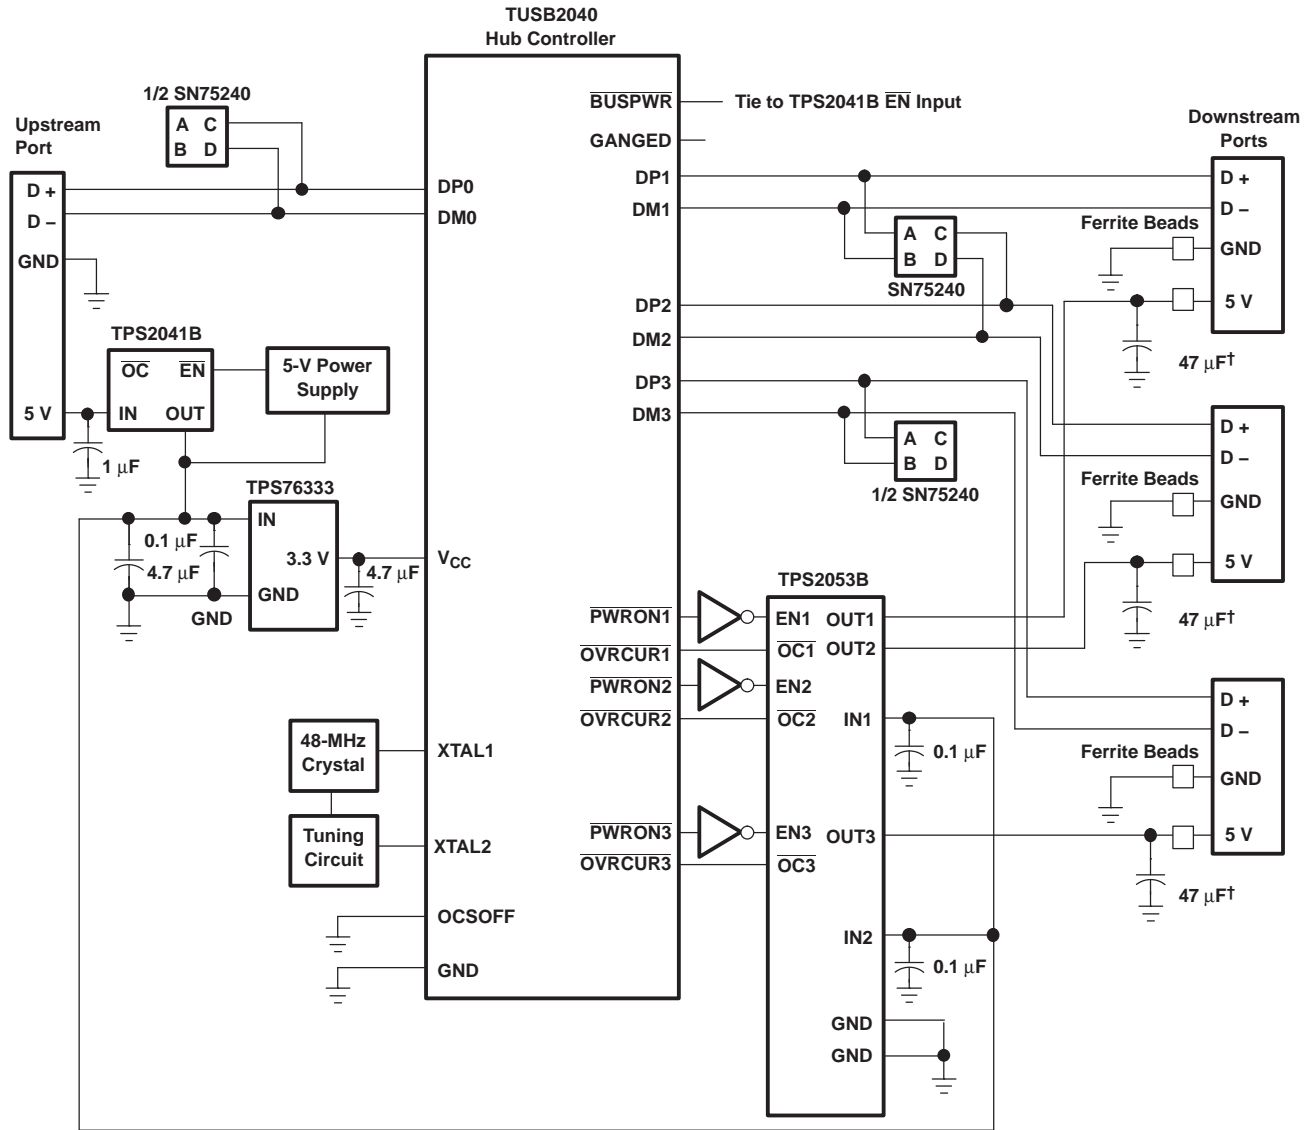 TUSB2040
Hub Controller
1/2 SN75240
A C
B D
Upstream
Port
D +
D –
GND
5 V
DP0
DM0
BUSPWR
Tie to TPS2041B EN Input
GANGED
DP1
DM1
DP2
DM2
DP3
DM3
A C
B D
SN75240
A C
B D
1/2 SN75240
Downstream
Ports
D +
D –
Ferrite Beads
GND
5 V
47 μF†
D +
D –
Ferrite Beads
GND
5 V
47 μF†
D +
D –
Ferrite Beads
GND
5 V
47 μF†
TPS2041B
OC EN
IN OUT
5-V Power
Supply
1 μF
TPS76333
IN
3.3 V
GND
0.1 μF
4.7 μF
GND
4.7 μF
VCC
PWRON1
OVRCUR1
PWRON2
OVRCUR2
PWRON3
OVRCUR3
TPS2053B
EN1 OUT1
OC1 OUT2
EN2
OC2 IN1
0.1 μF
EN3 OUT3
OC3
IN2
0.1 μF
GND
GND
48-MHz
Crystal
XTAL1
Tuning
Circuit
XTAL2
OCSOFF
GND